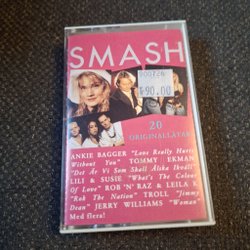 SMASH
90.00
20
ORIGINALLÅTAR
ANKIE BAGGER "Love Really Hurts
Without You" TOMMY EKMAN
"Det Är Vi Som Skall Älska Ikväll"
LILI & SUSIE "What's the Colour
Of Love" ROB 'N' RAZ & LEILA K
"Rok The Nation" TROLL "Jimmy
Dean" JERRY WILLIAMS "Woman"
Med flera!